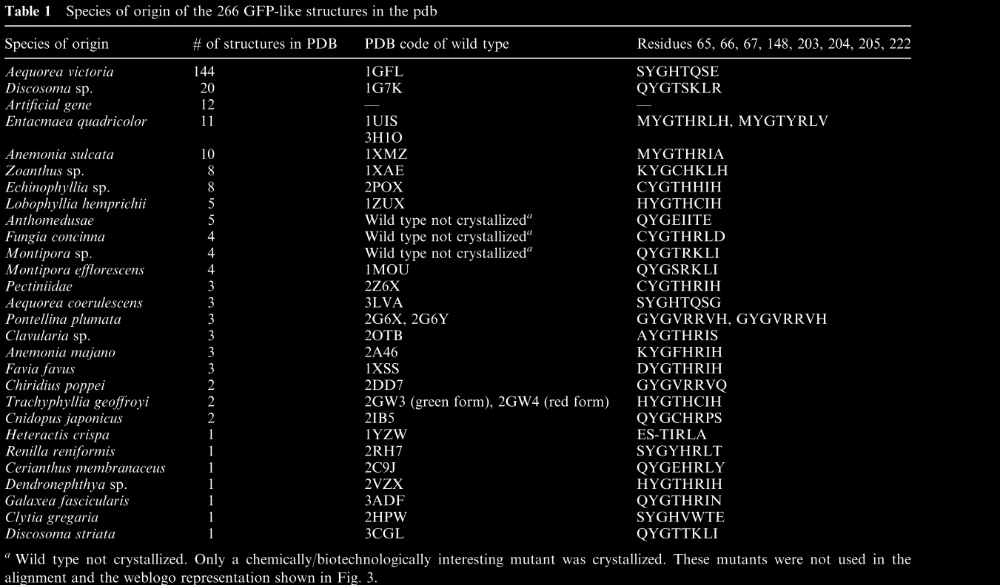 Table 1 Species of origin of the 266 GFP-like structures in the pdb
Species of origin # of structures in PDB PDB code of wild type Residues 65, 66, 67, 148, 203, 204, 205, 222
Aequorea victoria 144 1GFL SYGHTQSE
Discosoma sp. 20 1G7K QYGTSKLR
Artificial gene 12 — —
Entacmaea quadricolor 11 1UIS MYGTHRLH, MYGTYRLV
3H1O
Anemonia sulcata 10 1XMZ MYGTHRIA
Zoanthus sp. 8 1XAE KYGCHKLH
Echinophyllia sp. 8 2POX CYGTHHIH
Lobophyllia hemprichii 5 1ZUX HYGTHCIH
Anthomedusae 5 Wild type not crystallizedᵃ QYGEIITE
Fungia concinna 4 Wild type not crystallizedᵃ CYGTHRLD
Montipora sp. 4 Wild type not crystallizedᵃ QYGTRKLI
Montipora efflorescens 4 1MOU QYGSRKLI
Pectiniidae 3 2Z6X CYGTHRIH
Aequorea coerulescens 3 3LVA SYGHTQSG
Pontellina plumata 3 2G6X, 2G6Y GYGVRRVH, GYGVRRVH
Clavularia sp. 3 2OTB AYGTHRIS
Anemonia majano 3 2A46 KYGFHRIH
Favia favus 3 1XSS DYGTHRIH
Chiridius poppei 2 2DD7 GYGVRRVQ
Trachyphyllia geoffroyi 2 2GW3 (green form), 2GW4 (red form) HYGTHCIH
Cnidopus japonicus 2 2IB5 QYGCHRPS
Heteractis crispa 1 1YZW ES-TIRLA
Renilla reniformis 1 2RH7 SYGYHRLT
Cerianthus membranaceus 1 2C9J QYGEHRLY
Dendronephthya sp. 1 2VZX HYGTHRIH
Galaxea fascicularis 1 3ADF QYGTHRIN
Clytia gregaria 1 2HPW SYGHVWTE
Discosoma striata 1 3CGL QYGTTKLI
ᵃ Wild type not crystallized. Only a chemically/biotechnologically interesting mutant was crystallized. These mutants were not used in the
alignment and the weblogo representation shown in Fig. 3.